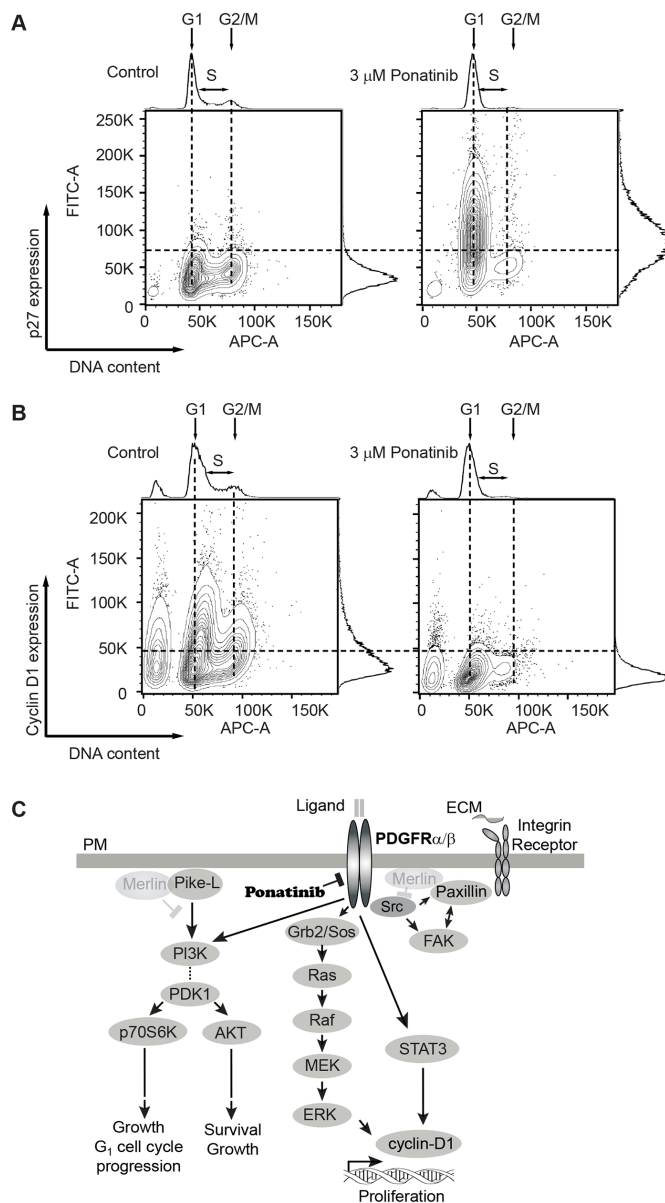 A
G1 G2/M
Control S
G1 G2/M
3 μM Ponatinib S
250K
200K
150K
100K
50K
0
FITC-A
p27 expression
0 50K 100K 150K
APC-A
0 50K 100K 150K
APC-A
DNA content
B
G1 G2/M
Control S
G1 G2/M
3 μM Ponatinib S
200K
150K
100K
50K
0
FITC-A
Cyclin D1 expression
0 50K 100K 150K
APC-A
0 50K 100K 150K
APC-A
DNA content
C
Ligand
PDGFRα/β
ECM
Integrin
Receptor
PM
Merlin Pike-L
Ponatinib
Merlin
Src
Paxillin
FAK
PI3K
PDK1
p70S6K
AKT
Grb2/Sos
Ras
Raf
MEK
ERK
STAT3
cyclin-D1
Growth
G1 cell cycle
progression
Survival
Growth
Proliferation